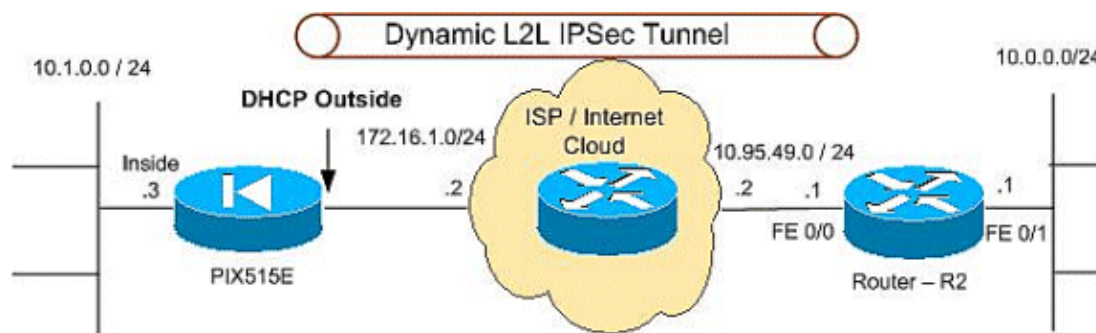 Dynamic L2L IPSec Tunnel
10.1.0.0 / 24
10.0.0.0/24
DHCP Outside
ISP / Internet
Cloud
172.16.1.0/24
10.95.49.0 / 24
Inside
.3
.2
.2
.1
.1
FE 0/0
FE 0/1
PIX515E
Router – R2